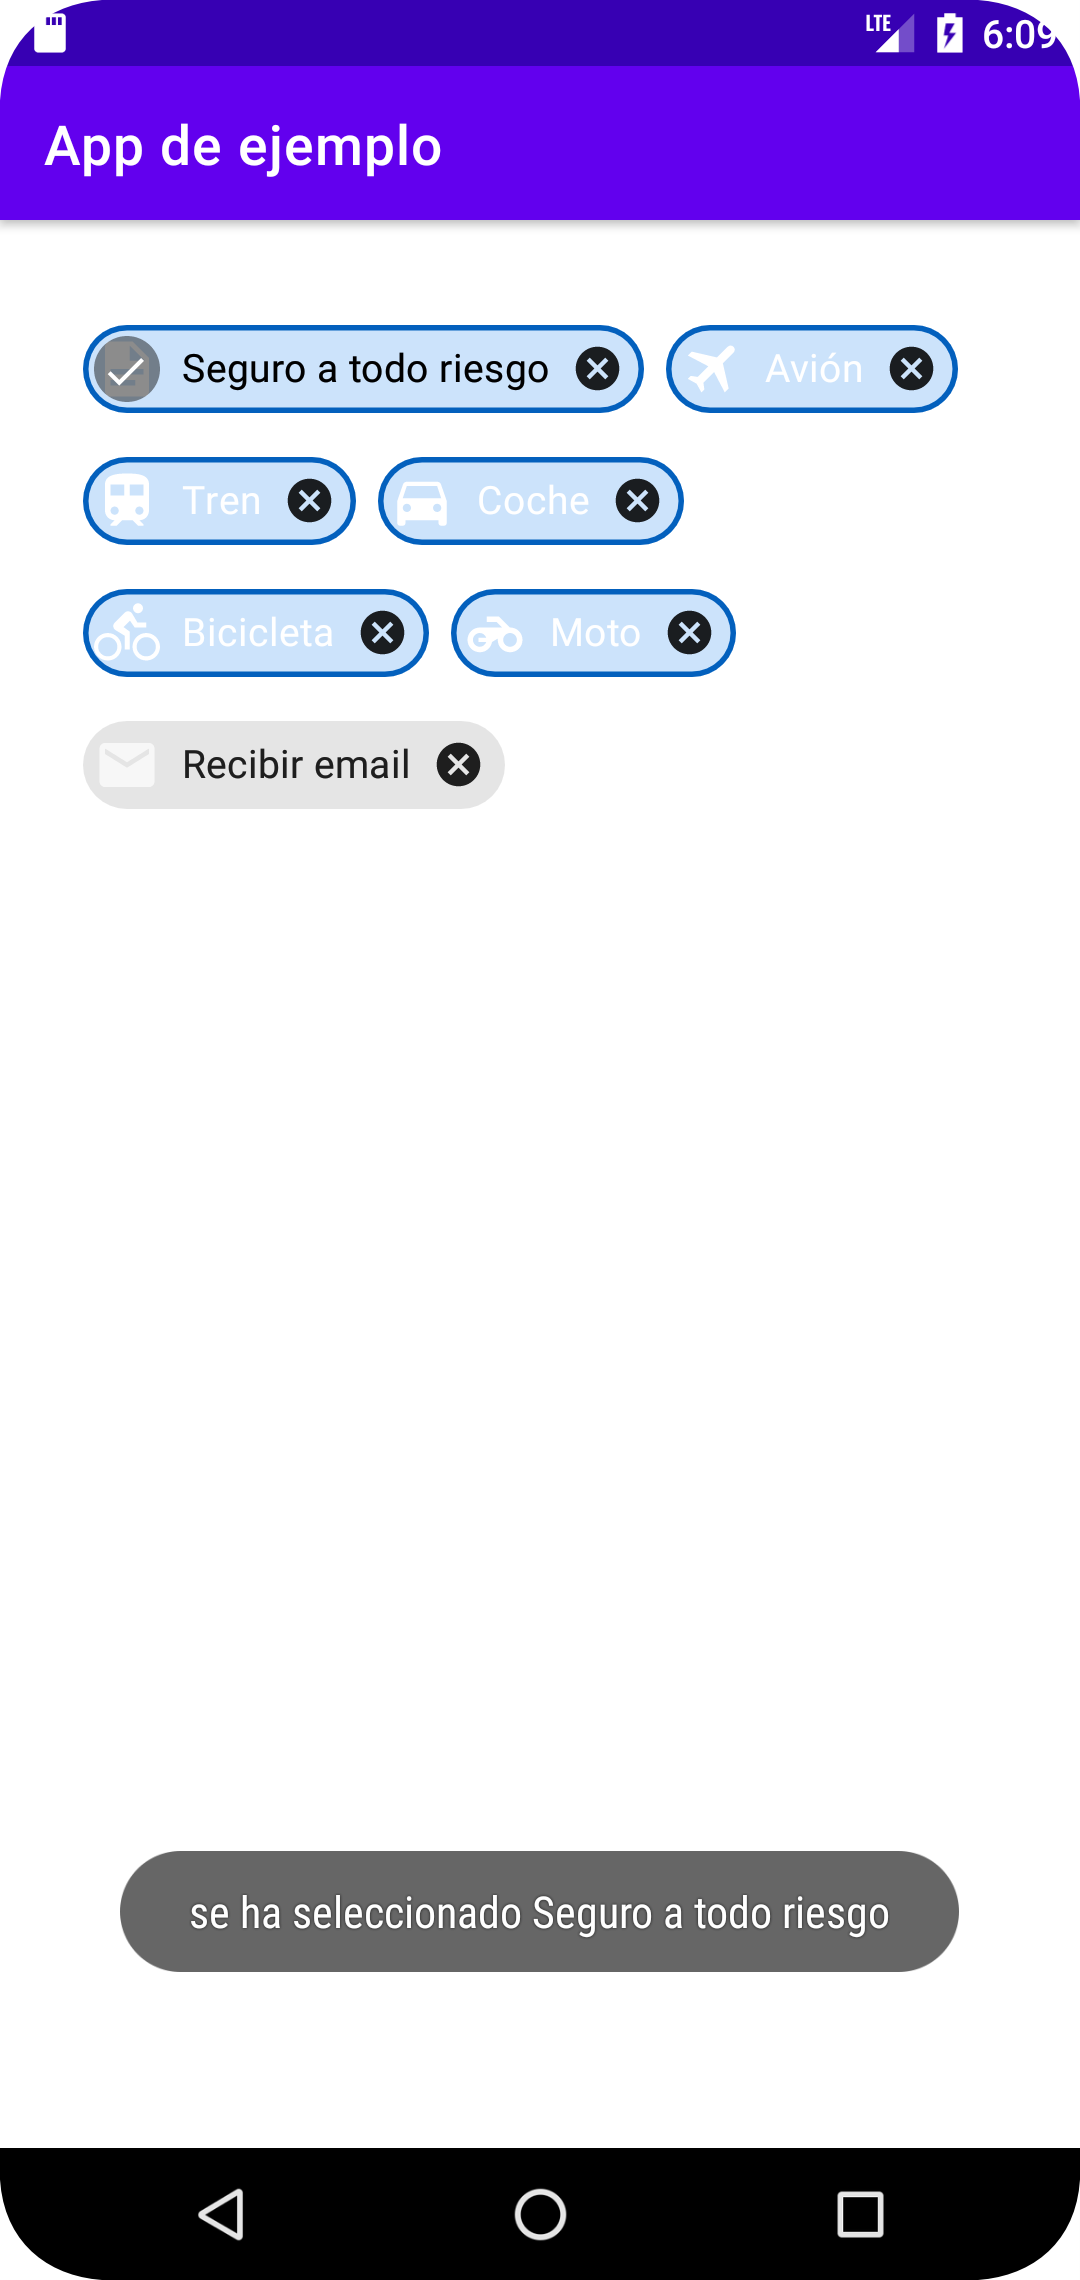 LTE 6:09
App de ejemplo
Seguro a todo riesgo Avión
Tren Coche
Bicicleta Moto
Recibir email
se ha seleccionado Seguro a todo riesgo